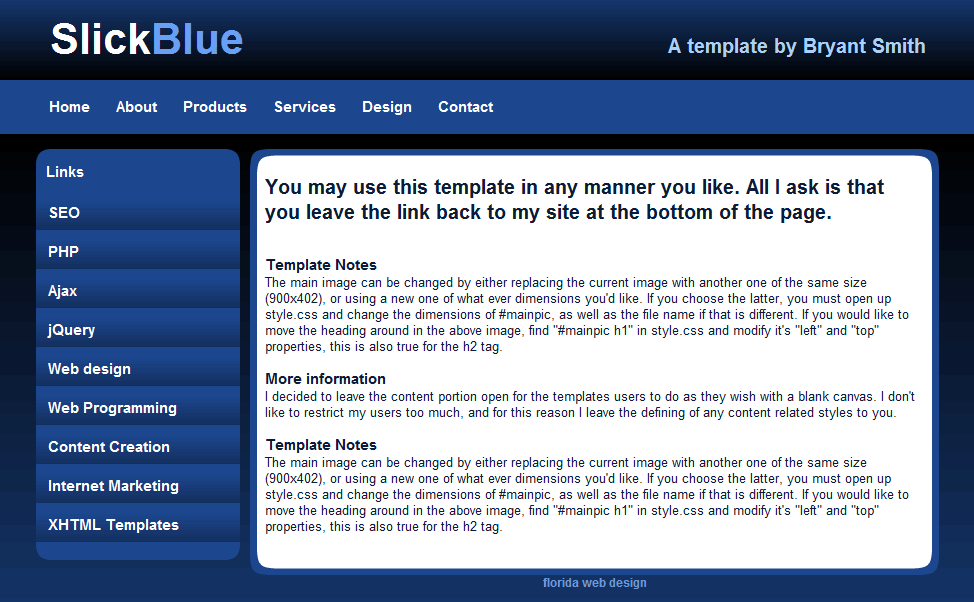 SlickBlue
A template by Bryant Smith
Home About Products Services Design Contact
Links
SEO
PHP
Ajax
jQuery
Web design
Web Programming
Content Creation
Internet Marketing
XHTML Templates
You may use this template in any manner you like. All I ask is that
you leave the link back to my site at the bottom of the page.
Template Notes
The main image can be changed by either replacing the current image with another one of the same size
(900x402), or using a new one of what ever dimensions you'd like. If you choose the latter, you must open up
style.css and change the dimensions of #mainpic, as well as the file name if that is different. If you would like to
move the heading around in the above image, find "#mainpic h1" in style.css and modify it's "left" and "top"
properties, this is also true for the h2 tag.
More information
I decided to leave the content portion open for the templates users to do as they wish with a blank canvas. I don't
like to restrict my users too much, and for this reason I leave the defining of any content related styles to you.
Template Notes
The main image can be changed by either replacing the current image with another one of the same size
(900x402), or using a new one of what ever dimensions you'd like. If you choose the latter, you must open up
style.css and change the dimensions of #mainpic, as well as the file name if that is different. If you would like to
move the heading around in the above image, find "#mainpic h1" in style.css and modify it's "left" and "top"
properties, this is also true for the h2 tag.
florida web design